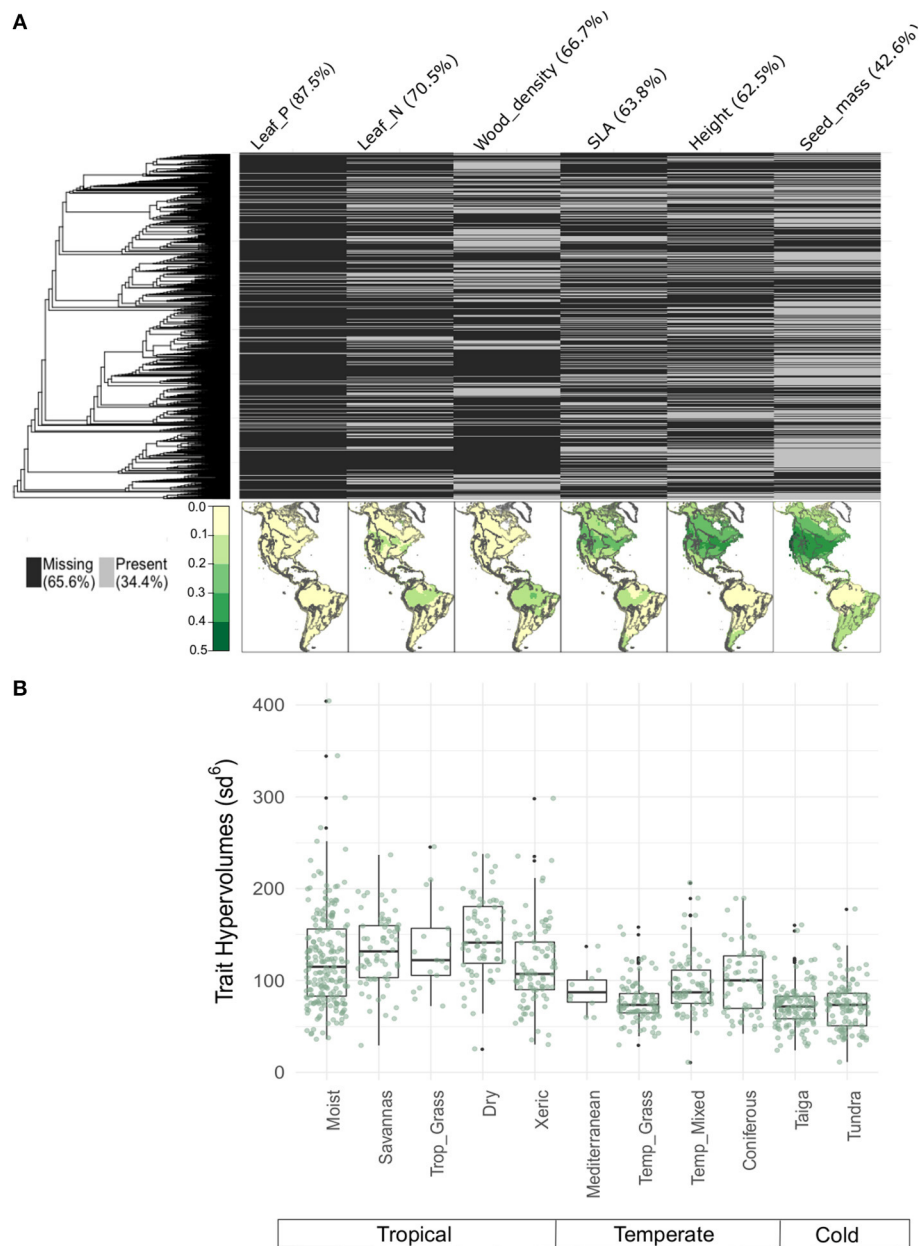 A
Leaf_P (87.5%)
Leaf_N (70.5%)
Wood_density (66.7%)
SLA (63.8%)
Height (62.5%)
Seed_mass (42.6%)
0.0
0.1
0.2
0.3
0.4
0.5
Missing
(65.6%)
Present
(34.4%)
B
Trait Hypervolumes (sd⁶)
400
300
200
100
0
Moist
Savannas
Trop_Grass
Dry
Xeric
Mediterranean
Temp_Grass
Temp_Mixed
Coniferous
Taiga
Tundra
Tropical
Temperate
Cold